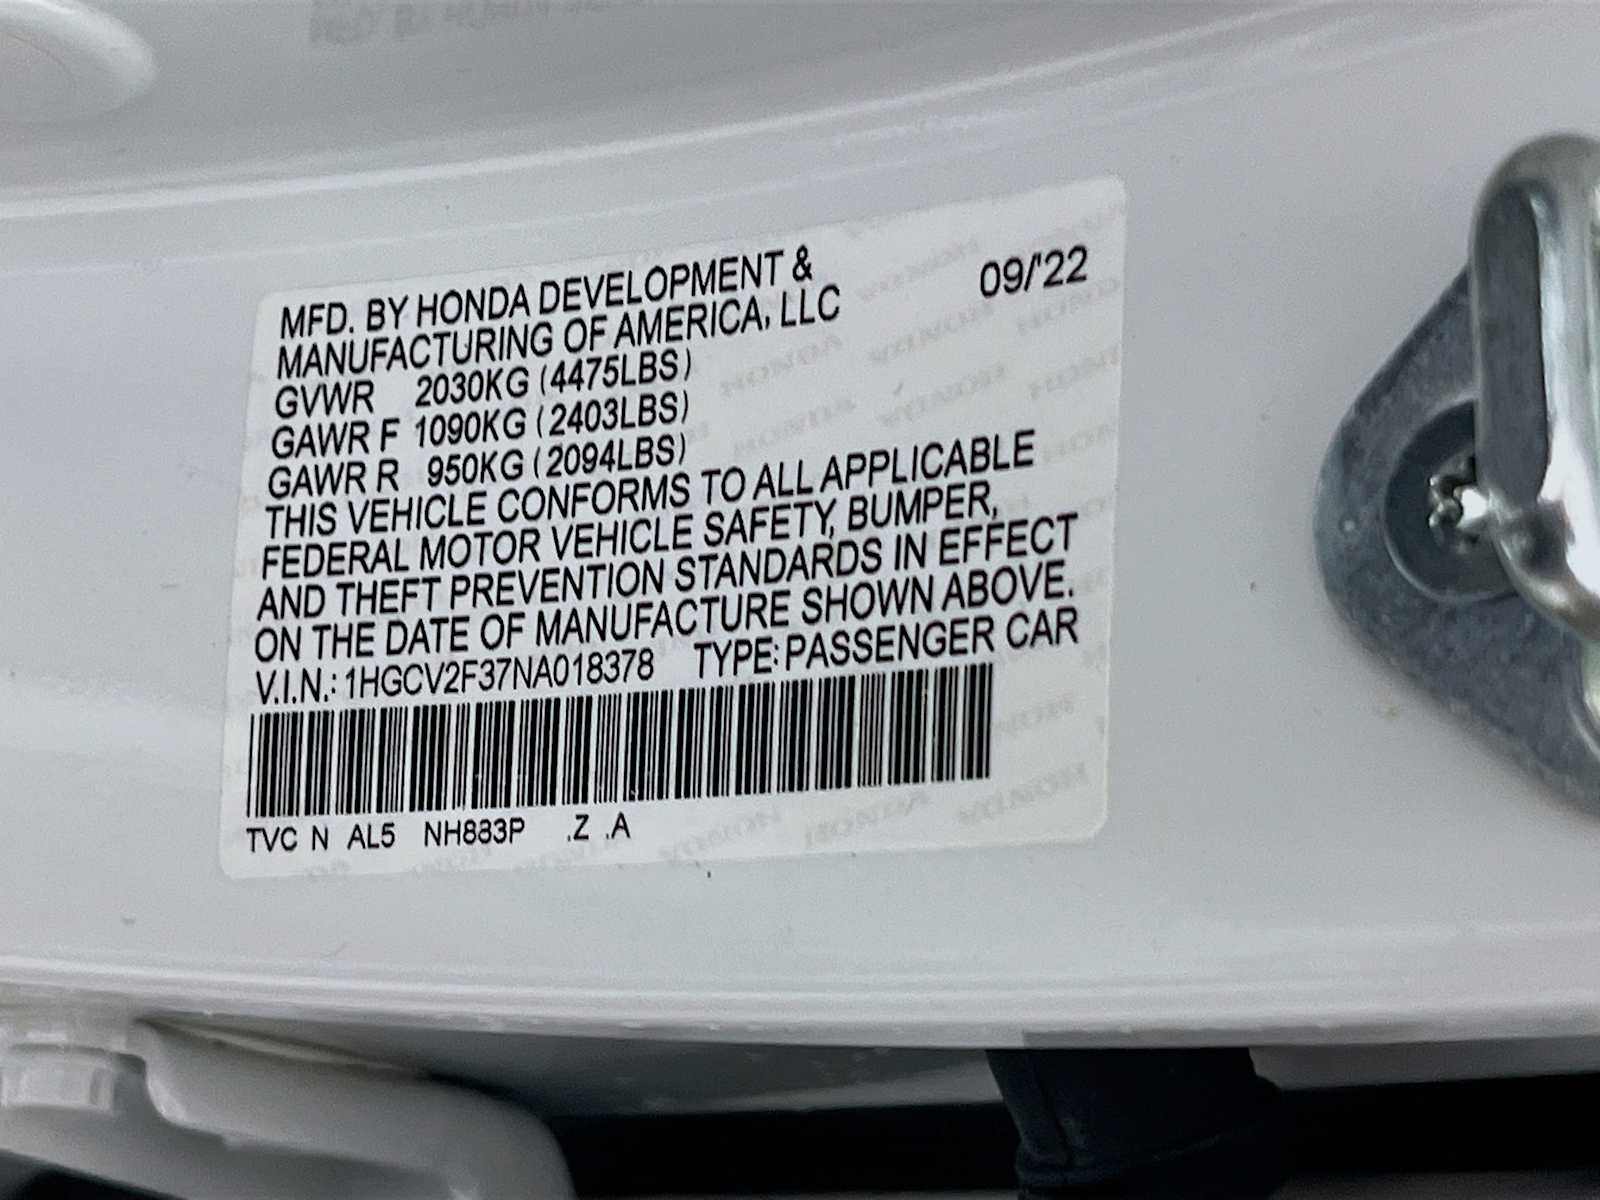 MFD. BY HONDA DEVELOPMENT & 09/'22
MANUFACTURING OF AMERICA, LLC
GVWR 2030KG (4475LBS)
GAWR F 1090KG (2403LBS)
GAWR R 950KG (2094LBS)
THIS VEHICLE CONFORMS TO ALL APPLICABLE
FEDERAL MOTOR VEHICLE SAFETY, BUMPER,
AND THEFT PREVENTION STANDARDS IN EFFECT
ON THE DATE OF MANUFACTURE SHOWN ABOVE.
V.I.N.: 1HGCV2F37NA018378 TYPE: PASSENGER CAR
TVC N AL5 NH883P .Z .A